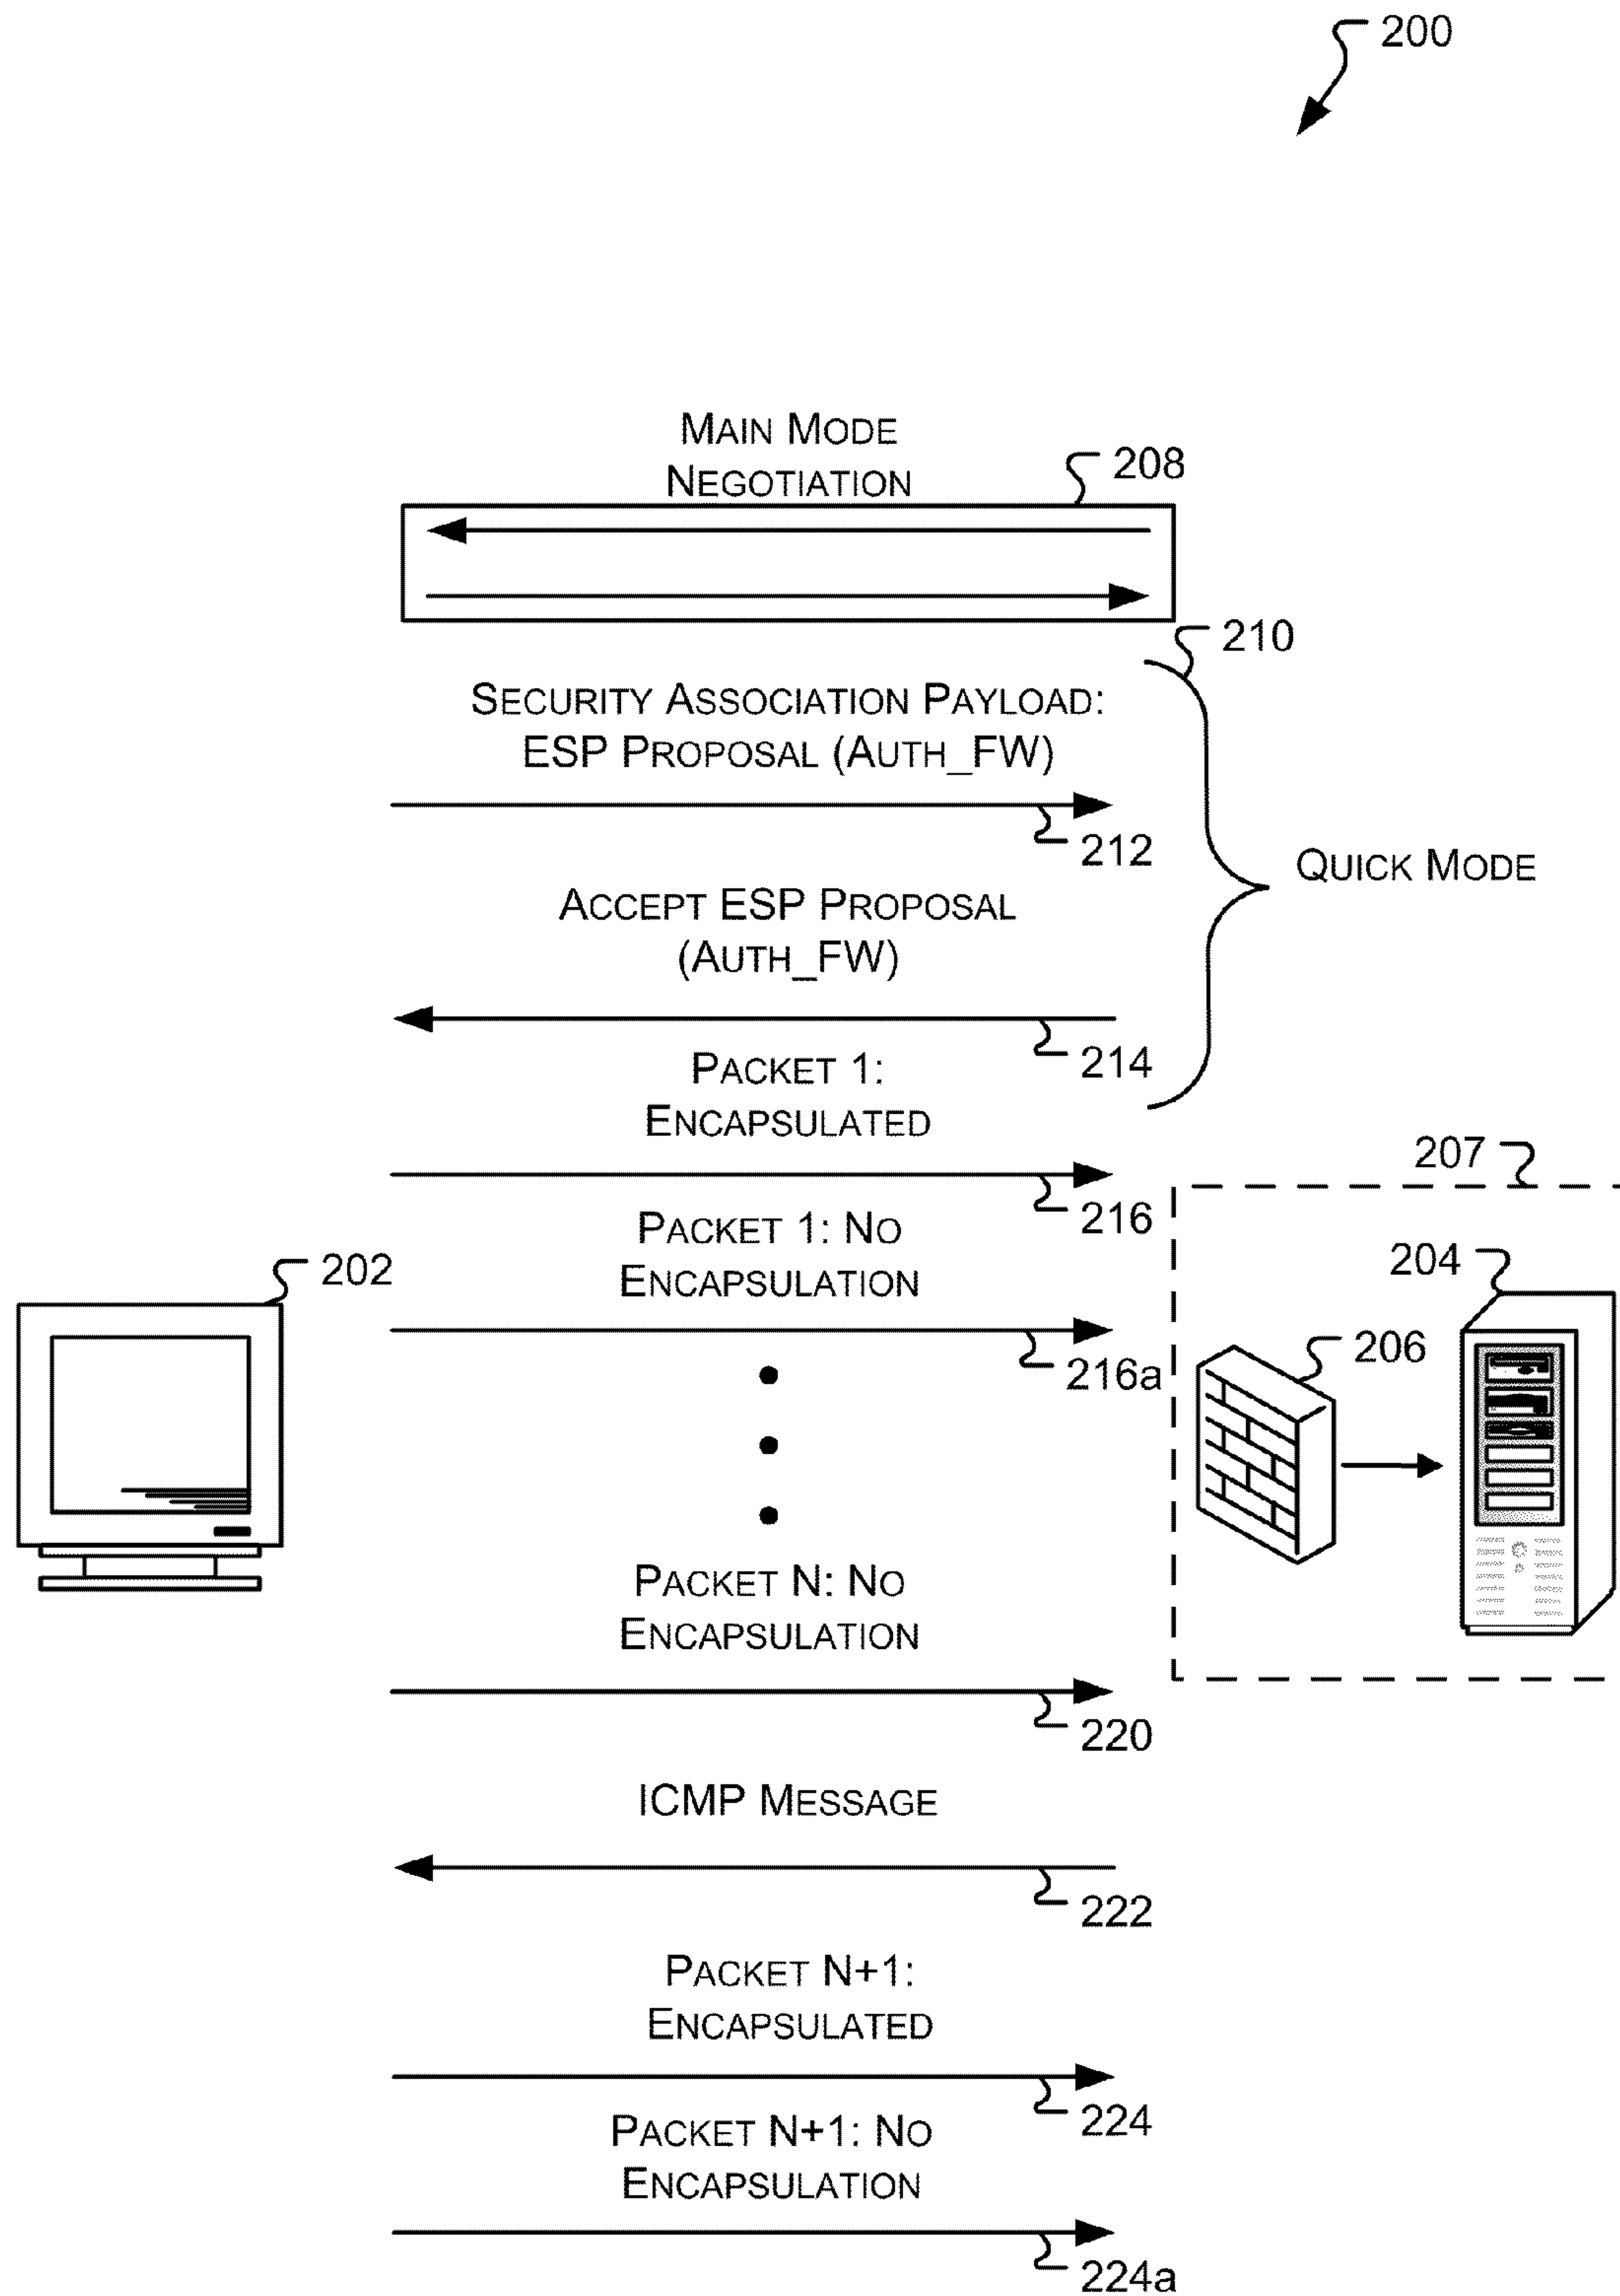 200
MAIN MODE
NEGOTIATION
208
210
SECURITY ASSOCIATION PAYLOAD:
ESP PROPOSAL (AUTH_FW)
212
QUICK MODE
ACCEPT ESP PROPOSAL
(AUTH_FW)
214
PACKET 1:
ENCAPSULATED
207
216
PACKET 1: NO
ENCAPSULATION
202
204
206
216a
PACKET N: NO
ENCAPSULATION
220
ICMP MESSAGE
222
PACKET N+1:
ENCAPSULATED
224
PACKET N+1: NO
ENCAPSULATION
224a